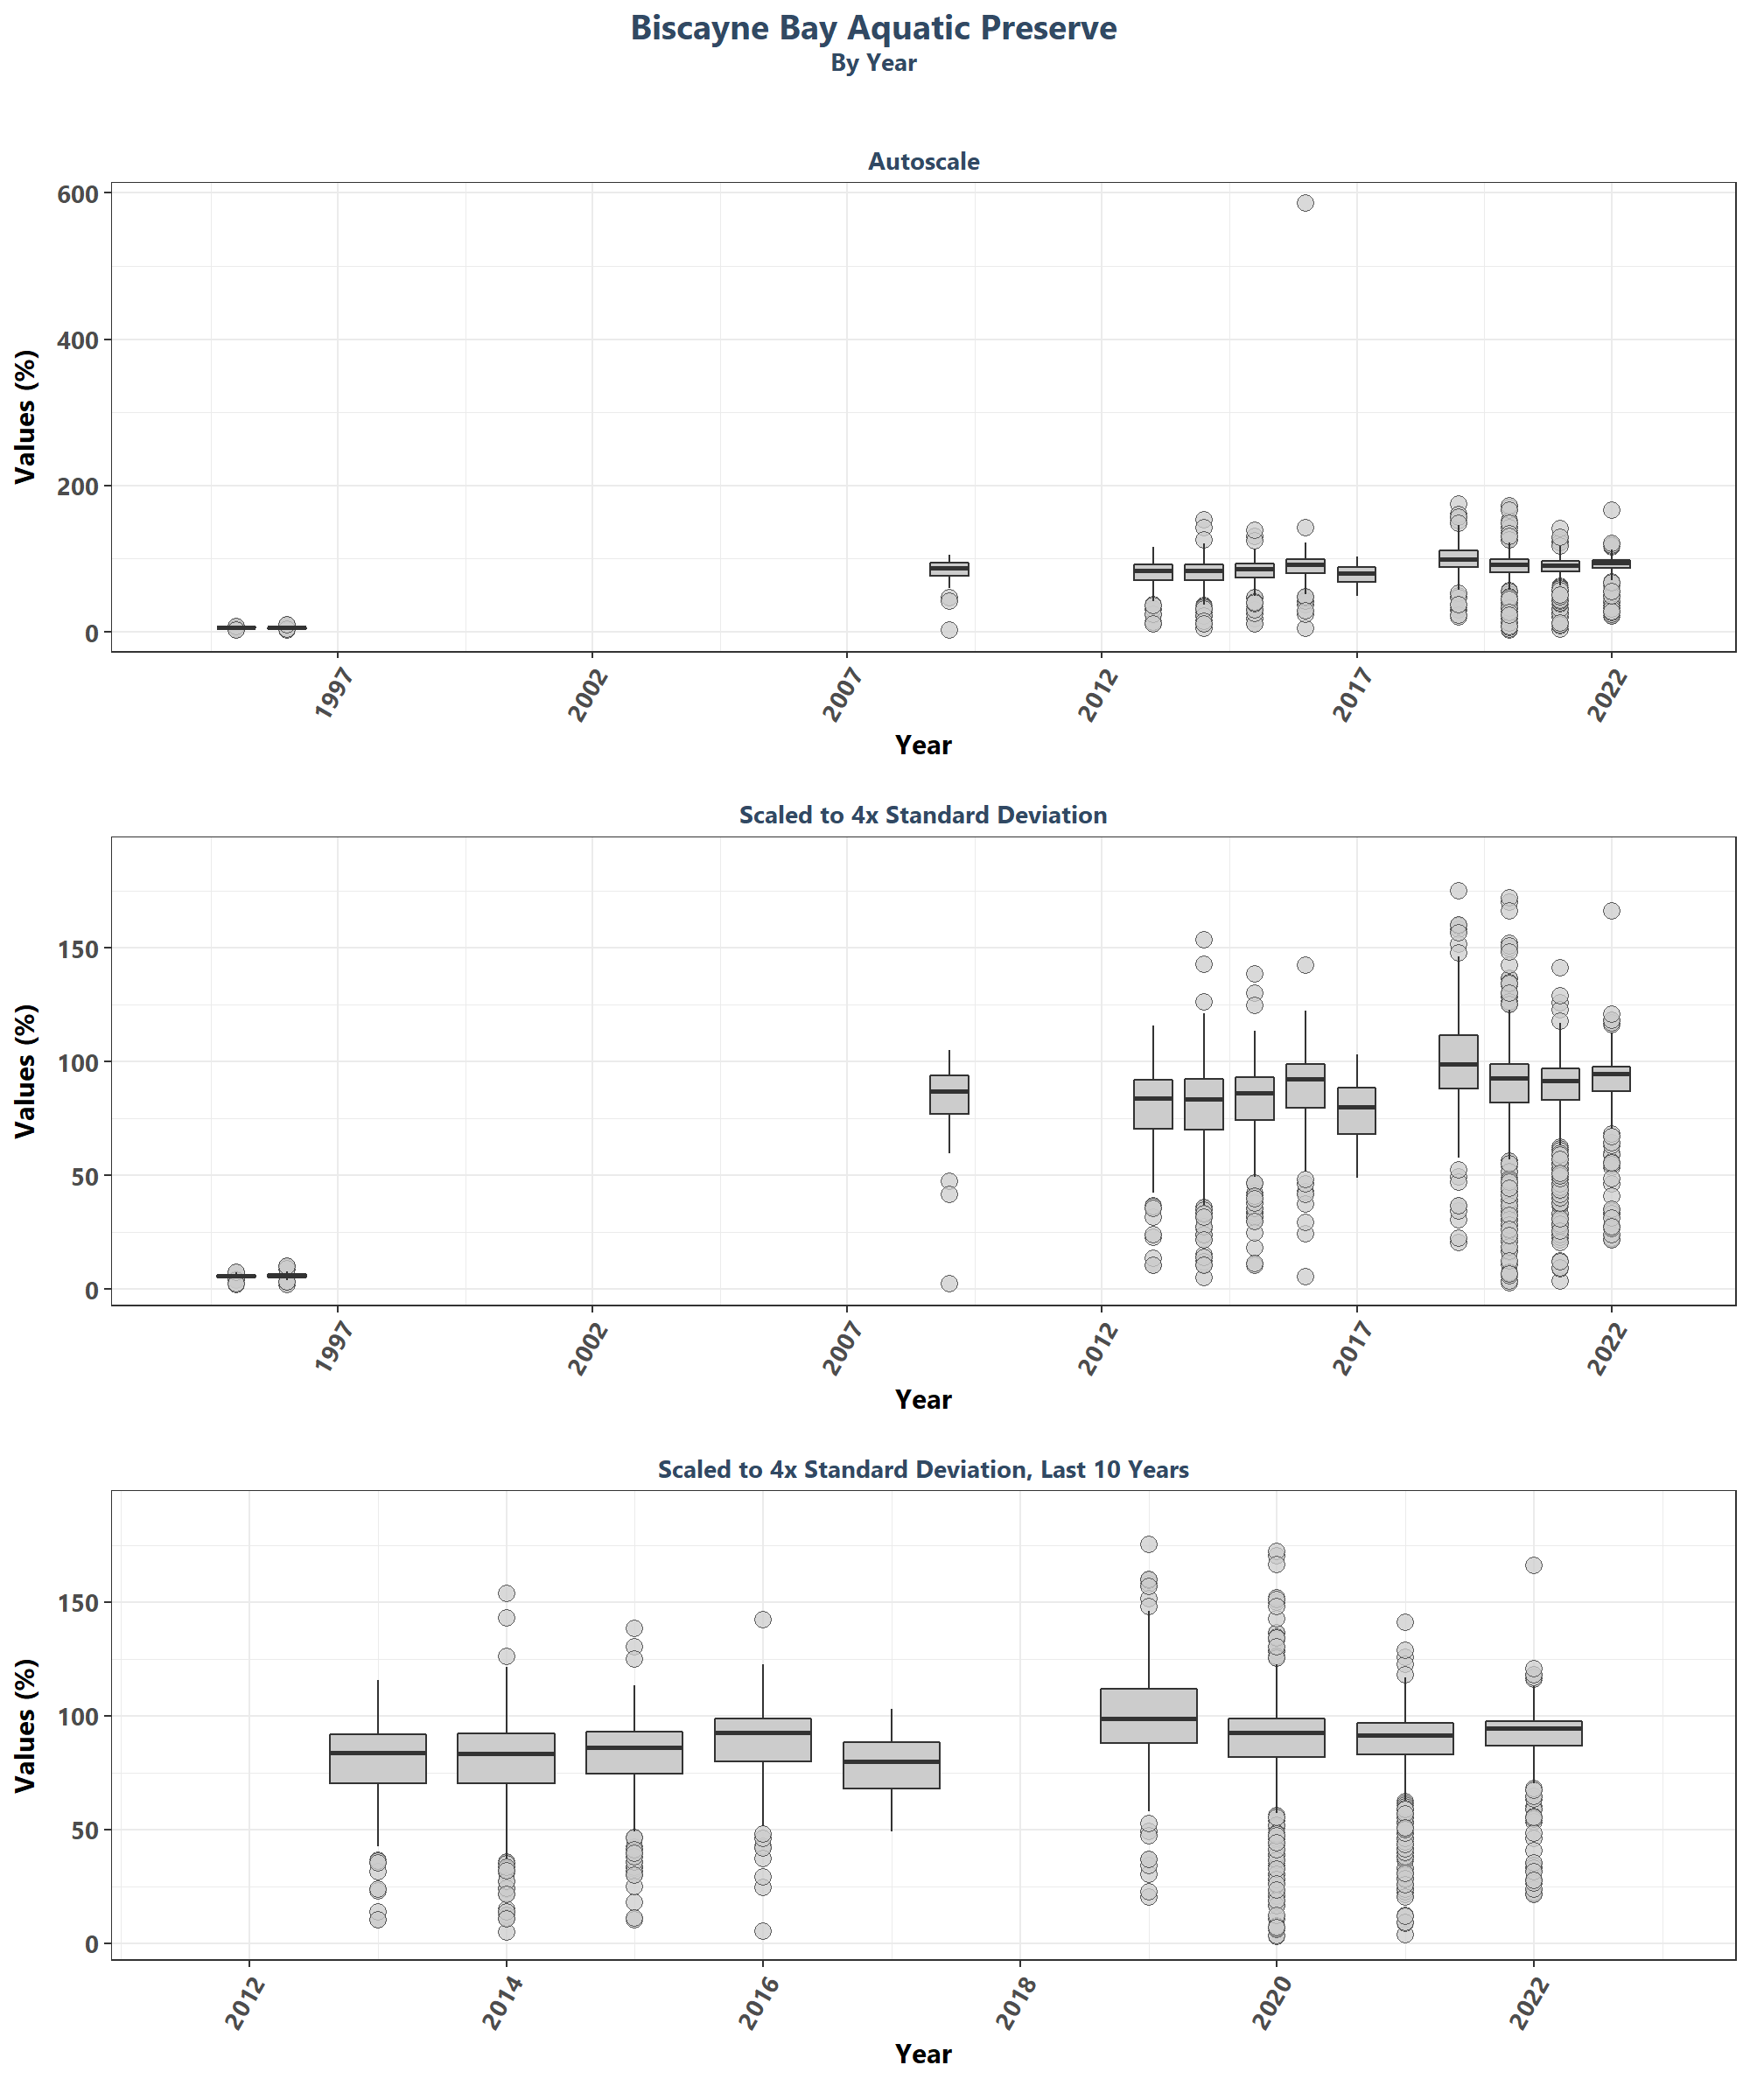 Biscayne Bay Aquatic Preserve
By Year
Autoscale
Values (%)
600
400
200
0
1997
2002
2007
2012
2017
2022
Year
Scaled to 4x Standard Deviation
Values (%)
150
100
50
0
1997
2002
2007
2012
2017
2022
Year
Scaled to 4x Standard Deviation, Last 10 Years
Values (%)
150
100
50
0
2012
2014
2016
2018
2020
2022
Year